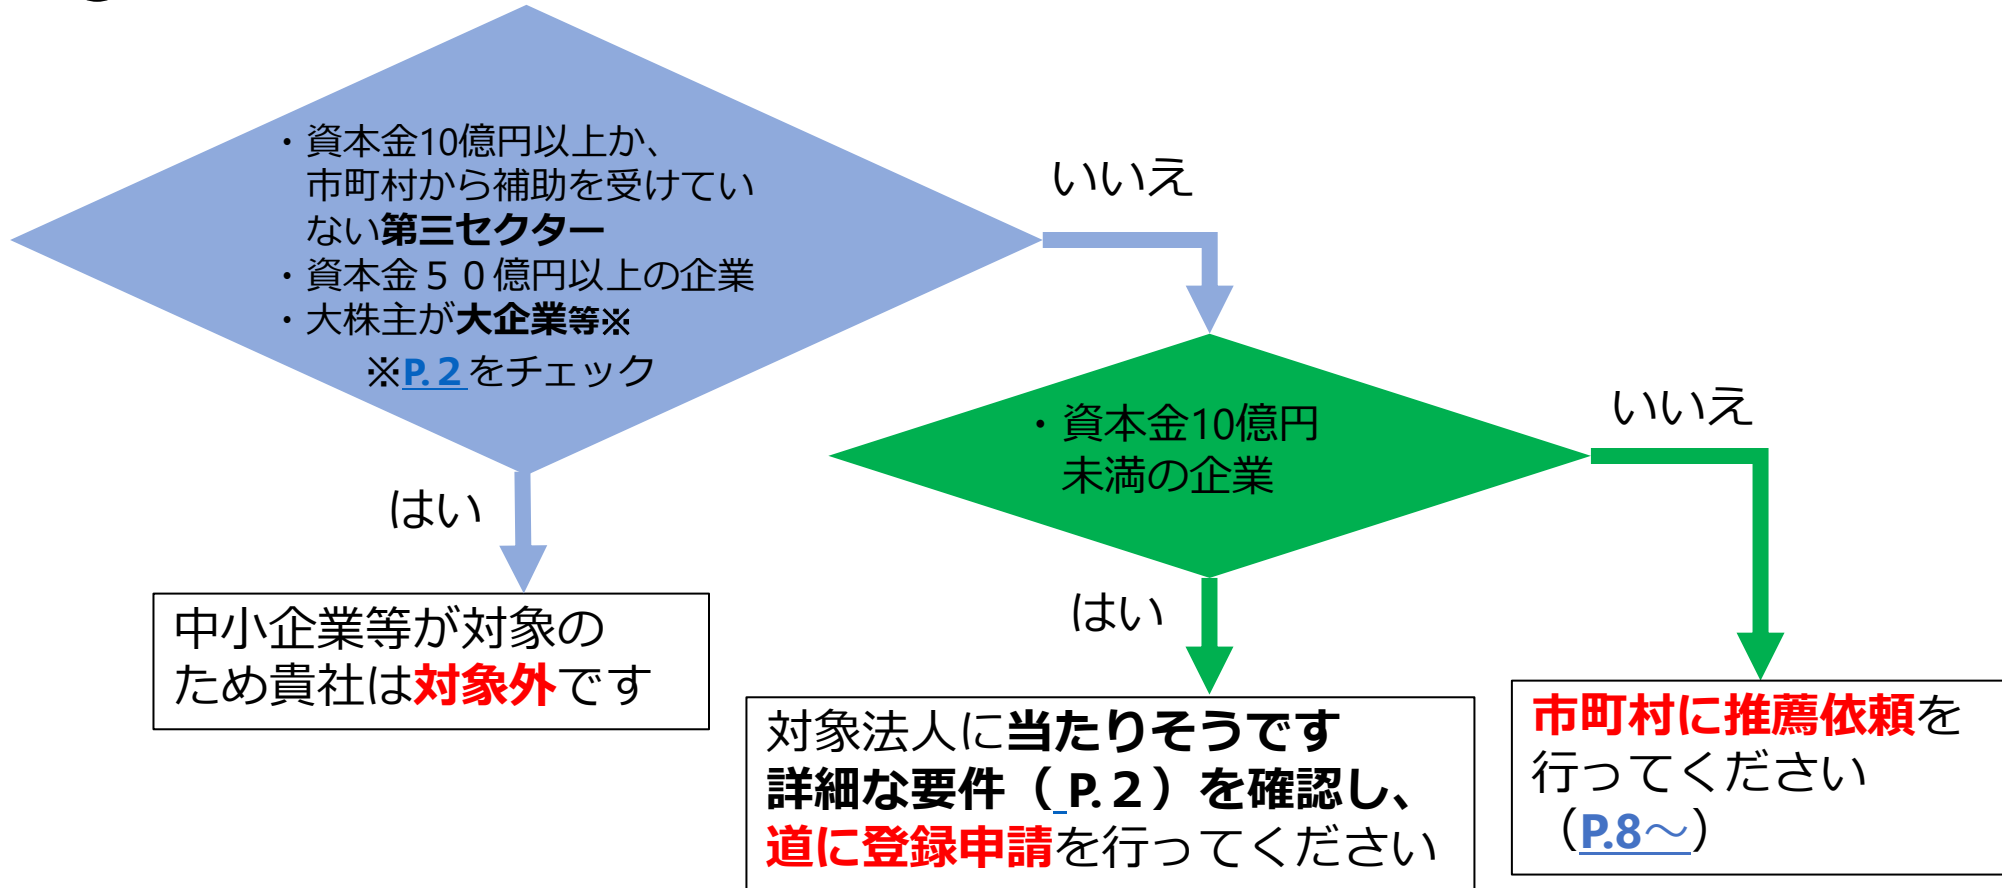 ・資本金10億円以上か、
市町村から補助を受けてい
ない第三セクター
・資本金５０億円以上の企業
・大株主が大企業等※
※P.２をチェック
いいえ
はい
中小企業等が対象の
ため貴社は対象外です
・資本金10億円
未満の企業
いいえ
はい
対象法人に当たりそうです
詳細な要件（ P.２）を確認し、
道に登録申請を行ってください
市町村に推薦依頼を
行ってください
（P.8～）